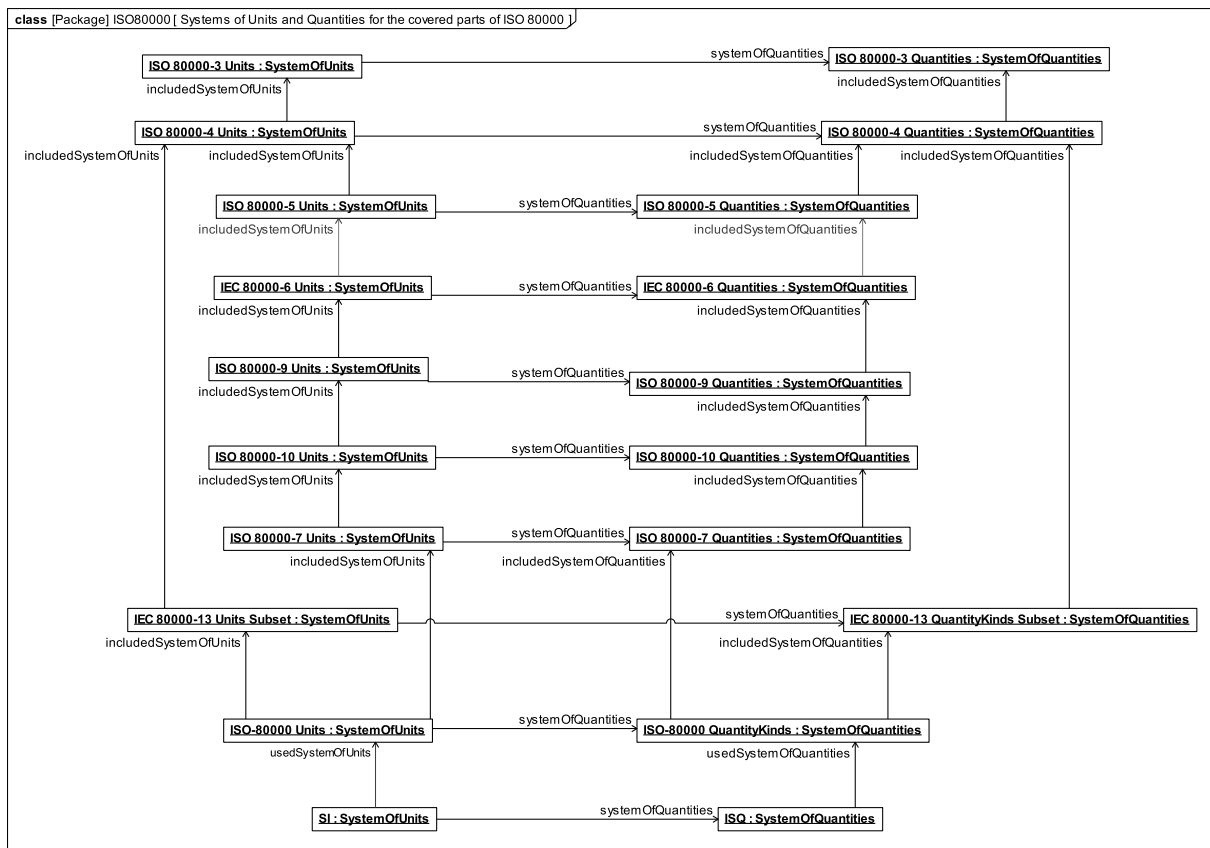 class [Package] ISO80000 [ Systems of Units and Quantities for the covered parts of ISO 80000 ]
systemOfQuantities
ISO 80000-3 Units : SystemOfUnits
ISO 80000-3 Quantities : SystemOfQuantities
includedSystemOfUnits
includedSystemOfQuantities
systemOfQuantities
ISO 80000-4 Units : SystemOfUnits
ISO 80000-4 Quantities : SystemOfQuantities
includedSystemOfUnits
includedSystemOfUnits
includedSystemOfQuantities
includedSystemOfQuantities
systemOfQuantities
ISO 80000-5 Units : SystemOfUnits
ISO 80000-5 Quantities : SystemOfQuantities
includedSystemOfUnits
includedSystemOfQuantities
systemOfQuantities
IEC 80000-6 Units : SystemOfUnits
IEC 80000-6 Quantities : SystemOfQuantities
includedSystemOfUnits
includedSystemOfQuantities
systemOfQuantities
ISO 80000-9 Units : SystemOfUnits
ISO 80000-9 Quantities : SystemOfQuantities
includedSystemOfUnits
includedSystemOfQuantities
systemOfQuantities
ISO 80000-10 Units : SystemOfUnits
ISO 80000-10 Quantities : SystemOfQuantities
includedSystemOfUnits
includedSystemOfQuantities
systemOfQuantities
ISO 80000-7 Units : SystemOfUnits
ISO 80000-7 Quantities : SystemOfQuantities
includedSystemOfUnits
includedSystemOfQuantities
systemOfQuantities
IEC 80000-13 Units Subset : SystemOfUnits
IEC 80000-13 QuantityKinds Subset : SystemOfQuantities
includedSystemOfUnits
includedSystemOfQuantities
systemOfQuantities
ISO-80000 Units : SystemOfUnits
ISO-80000 QuantityKinds : SystemOfQuantities
usedSystemOfUnits
usedSystemOfQuantities
systemOfQuantities
SI : SystemOfUnits
ISQ : SystemOfQuantities